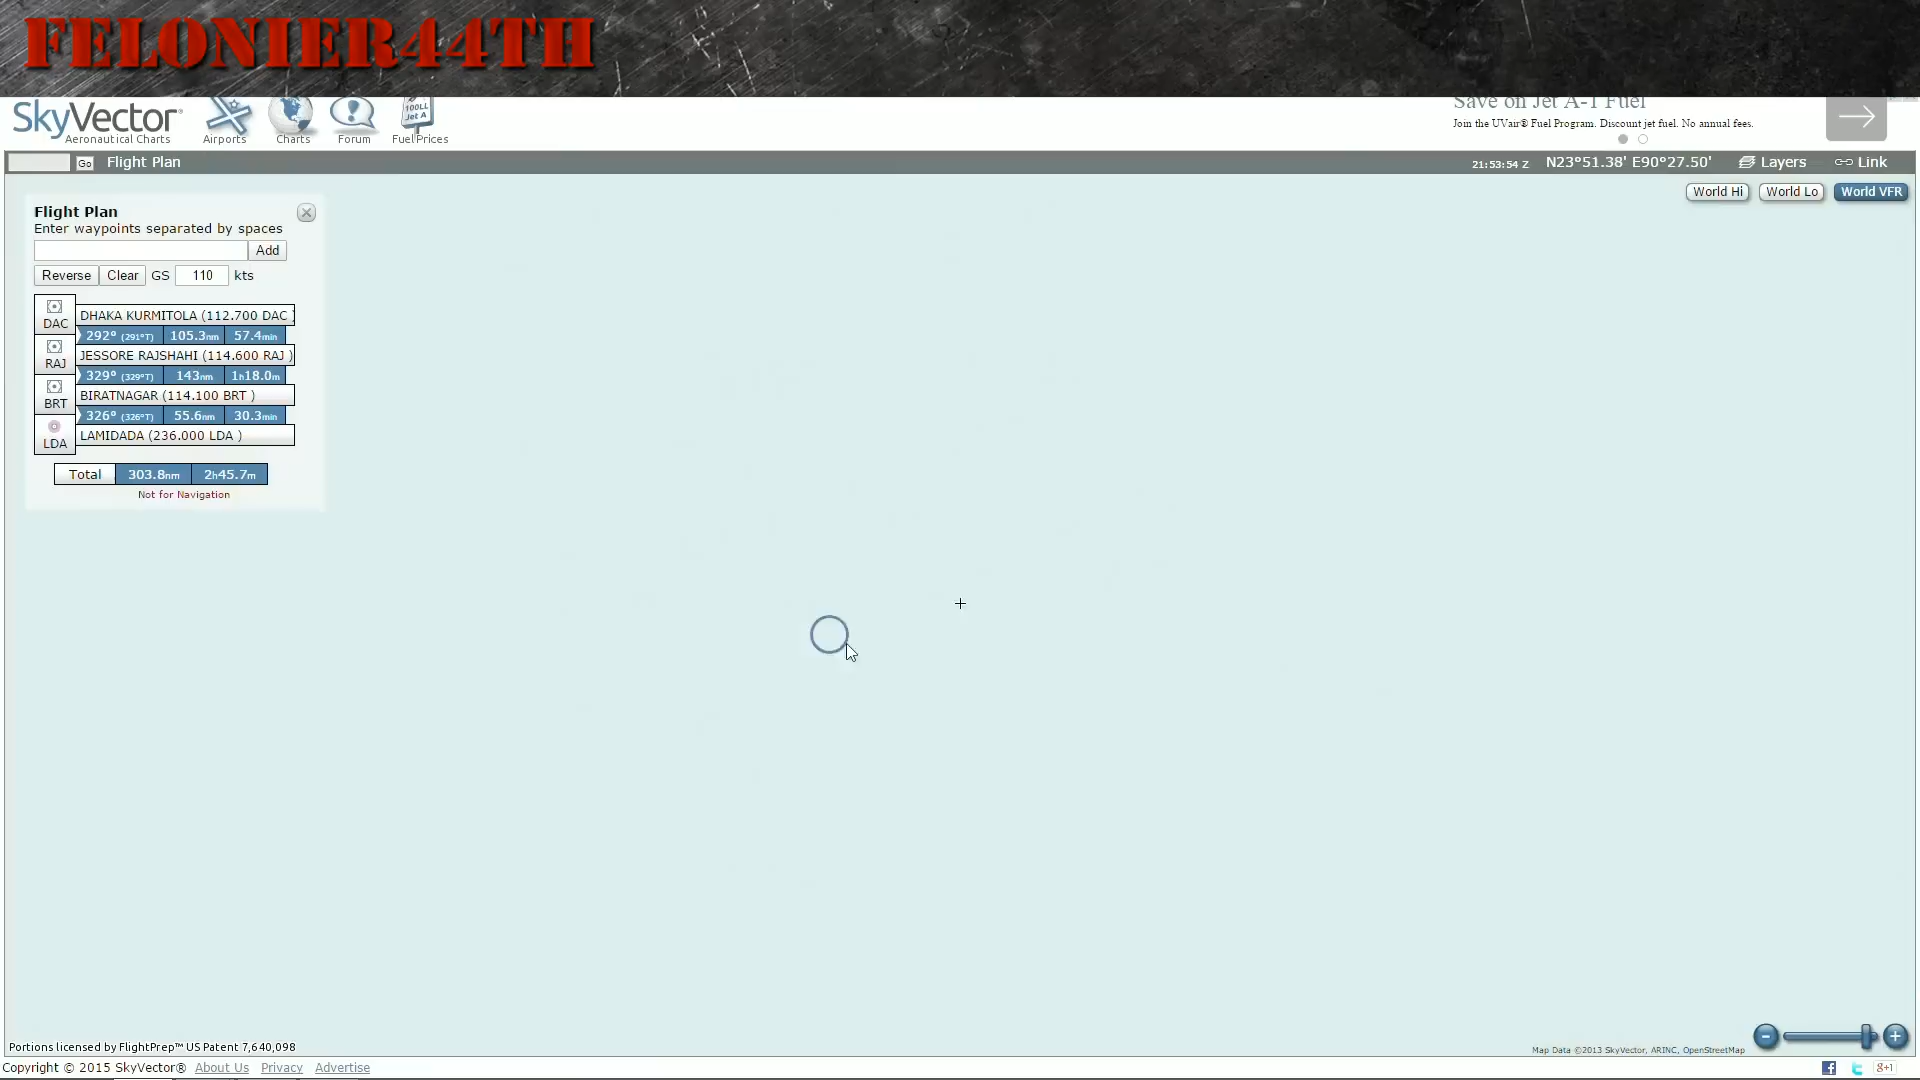 FELONIER44TH
SkyVector®
Aeronautical Charts
Airports
Charts
Forum
100LL
Jet A
Fuel Prices
Save on Jet A-1 Fuel
Join the UVair® Fuel Program. Discount jet fuel. No annual fees.
Go
Flight Plan
21:53:54 Z
N23°51.38' E90°27.50'
Layers
Link
World Hi
World Lo
World VFR
Flight Plan
Enter waypoints separated by spaces
Add
Reverse
Clear
GS
110
kts
DAC
DHAKA KURMITOLA (112.700 DAC )
292° (291°T) 105.3nm 57.4min
RAJ
JESSORE RAJSHAHI (114.600 RAJ )
329° (329°T) 143nm 1h18.0m
BRT
BIRATNAGAR (114.100 BRT )
326° (326°T) 55.6nm 30.3min
LDA
LAMIDADA (236.000 LDA )
Total 303.8nm 2h45.7m
Not for Navigation
Portions licensed by FlightPrep™ US Patent 7,640,098
Map Data ©2013 SkyVector, ARINC, OpenStreetMap
Copyright © 2015 SkyVector® About Us Privacy Advertise
g+1